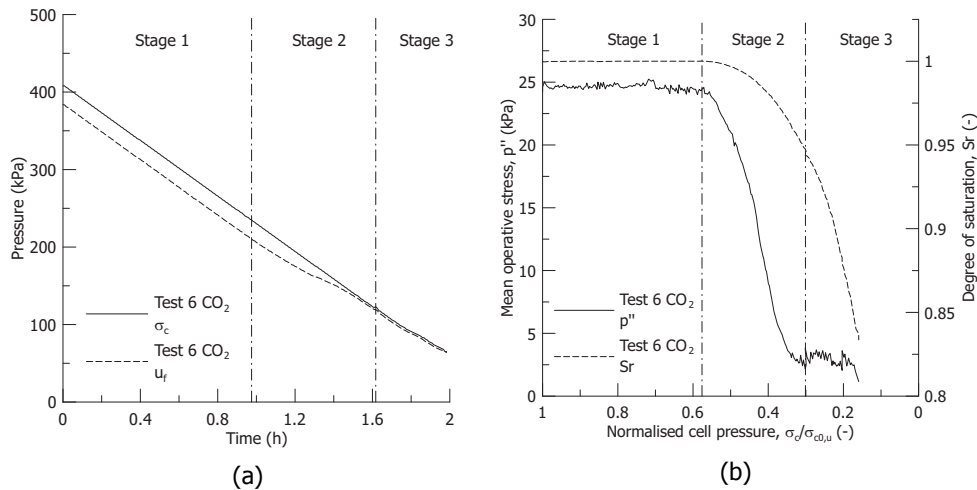 500
400
300
200
100
0
Pressure (kPa)
Stage 1
Stage 2
Stage 3
Test 6 CO₂
σc
Test 6 CO₂
uf
0
0.4
0.8
1.2
1.6
2
Time (h)
(a)
30
25
20
15
10
5
0
Mean operative stress, p'' (kPa)
Stage 1
Stage 2
Stage 3
Test 6 CO₂
p''
Test 6 CO₂
Sr
1
0.95
0.9
0.85
0.8
Degree of saturation, Sr (-)
1
0.8
0.6
0.4
0.2
0
Normalised cell pressure, σc/σc0,u (-)
(b)